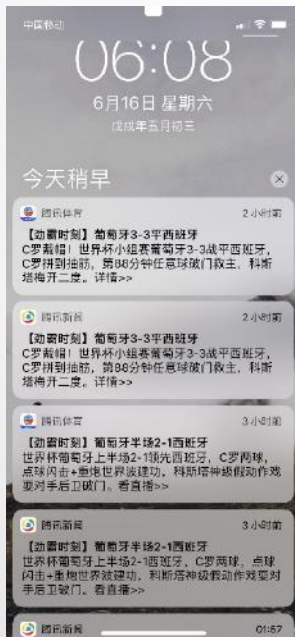 中国移动
06:08
6月16日 星期六
戊戌年五月初三
今天稍早
腾讯体育
2小时前
【劲霸时刻】葡萄牙3-3平西班牙
C罗戴帽！世界杯小组赛葡萄牙3-3战平西班牙，
C罗拼到抽筋，第88分钟任意球破门救主，科斯
塔梅开二度。详情>>
腾讯新闻
2小时前
【劲霸时刻】葡萄牙3-3平西班牙
C罗戴帽！世界杯小组赛葡萄牙3-3战平西班牙，
C罗拼到抽筋，第88分钟任意球破门救主，科斯
塔梅开二度。详情>>
腾讯体育
3小时前
【劲霸时刻】葡萄牙半场2-1西班牙
世界杯葡萄牙上半场2-1领先西班牙，C罗两球，
点球闪击+重炮世界波建功，科斯塔神级假动作戏
耍对手后卫破门。看直播>>
腾讯新闻
3小时前
【劲霸时刻】葡萄牙半场2-1西班牙
世界杯葡萄牙上半场2-1西班牙，C罗两球，点球
闪击+重炮世界波建功，科斯塔神级假动作戏耍对
手后卫破门。看直播>>
腾讯新闻
01:57